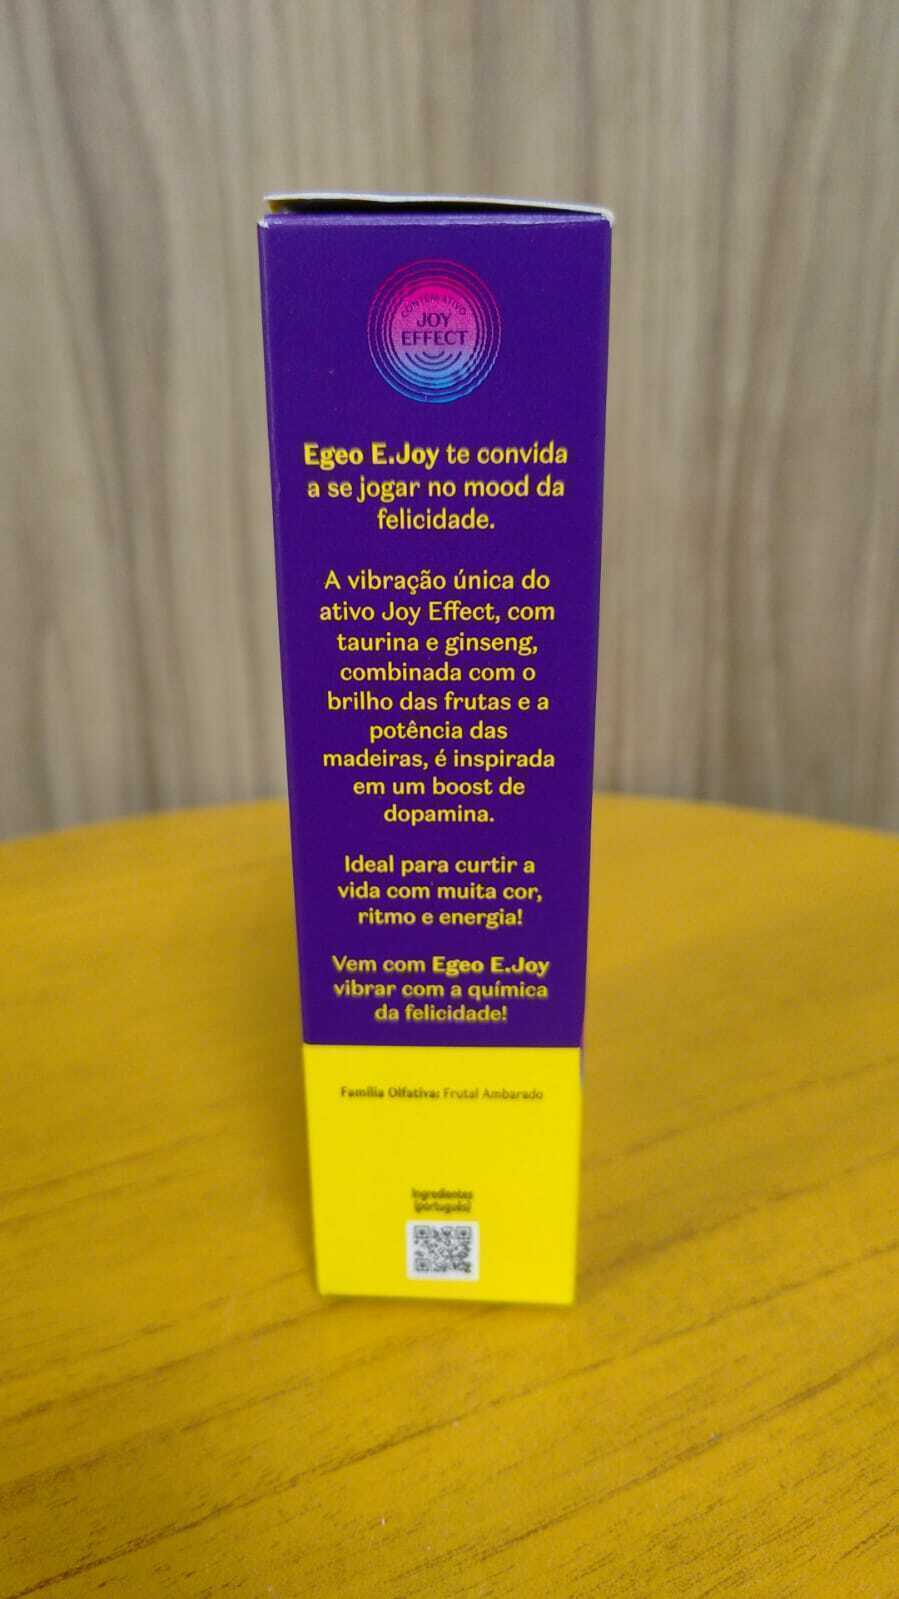 CONTÉM ATIVO
JOY
EFFECT
Egeo E.Joy te convida
a se jogar no mood da
felicidade.
A vibração única do
ativo Joy Effect, com
taurina e ginseng,
combinada com o
brilho das frutas e a
potência das
madeiras, é inspirada
em um boost de
dopamina.
Ideal para curtir a
vida com muita cor,
ritmo e energia!
Vem com Egeo E.Joy
vibrar com a química
da felicidade!
Família Olfativa: Frutal Ambarado
Ingredientes
(português)